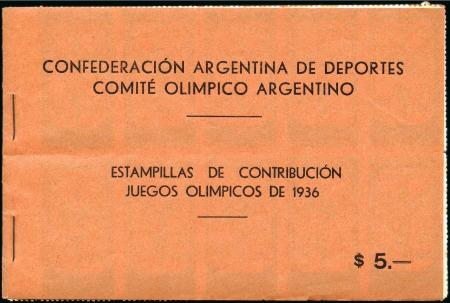 CONFEDERACIÓN ARGENTINA DE DEPORTES
COMITÉ OLIMPICO ARGENTINO
ESTAMPILLAS DE CONTRIBUCIÓN
JUEGOS OLIMPICOS DE 1936
$ 5.—